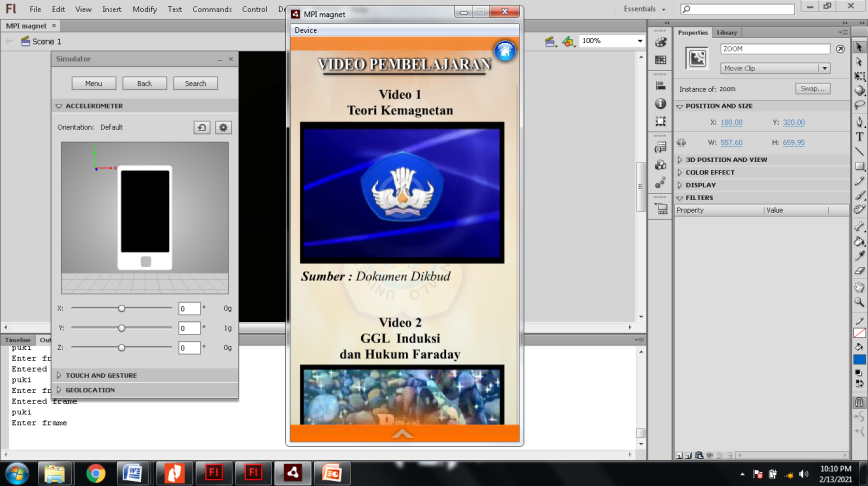 Fl File Edit View Insert Modify Text Commands Control
Essentials
MPI magnet
Scene 1
100%
Simulator
Menu Back Search
ACCELEROMETER
Orientation: Default
X: 0 ° 0g
Y: 0 ° 1g
Z: 0 ° 0g
TOUCH AND GESTURE
GEOLOCATION
Timeline
puki
Entered
puki
Enter
Entered frame
puki
Enter frame
MPI magnet
Device
VIDEO PEMBELAJARAN
Video 1
Teori Kemagnetan
Sumber : Dokumen Dikbud
Video 2
GGL Induksi
dan Hukum Faraday
Properties Library
ZOOM
Movie Clip
Instance of: zoom Swap...
POSITION AND SIZE
X: 180.00 Y: 320.00
W: 557.60 H: 659.95
3D POSITION AND VIEW
COLOR EFFECT
DISPLAY
FILTERS
Property Value
10:10 PM
2/13/2021